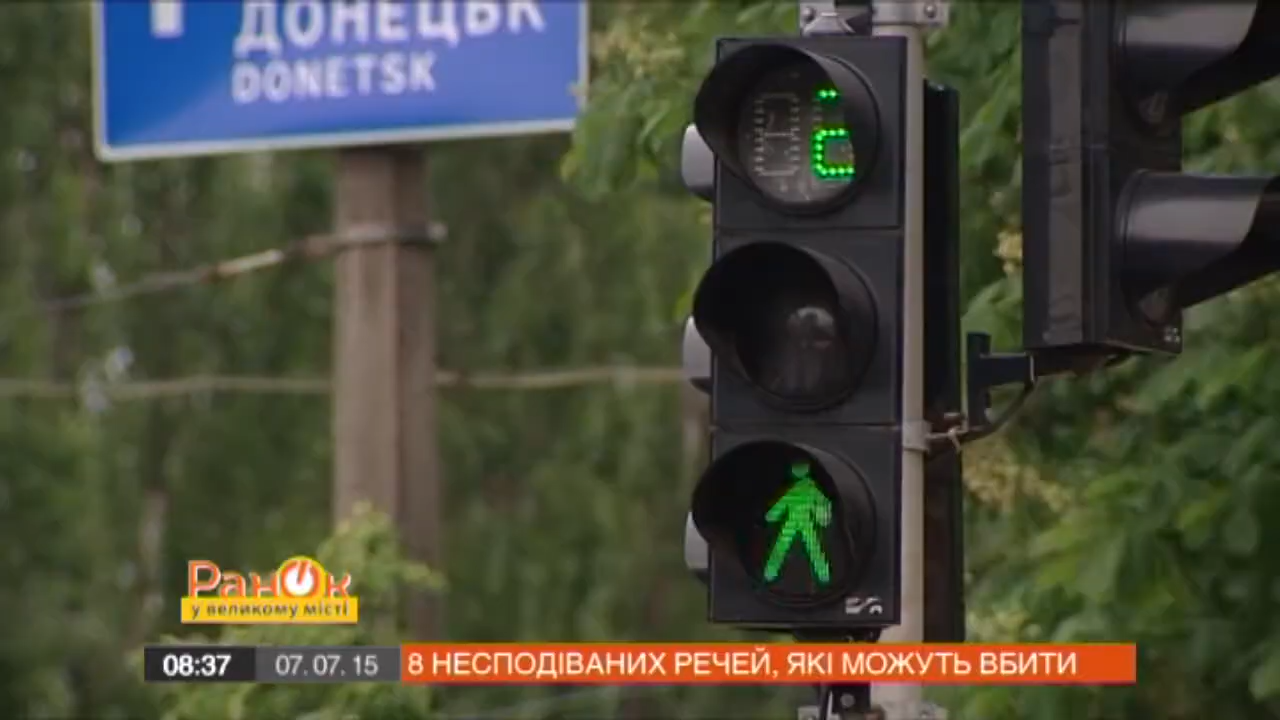 ДОНЕЦЬК
DONETSK
РанОк
у великому місті
08:37 07.07.15 8 НЕСПОДІВАНИХ РЕЧЕЙ, ЯКІ МОЖУТЬ ВБИТИ